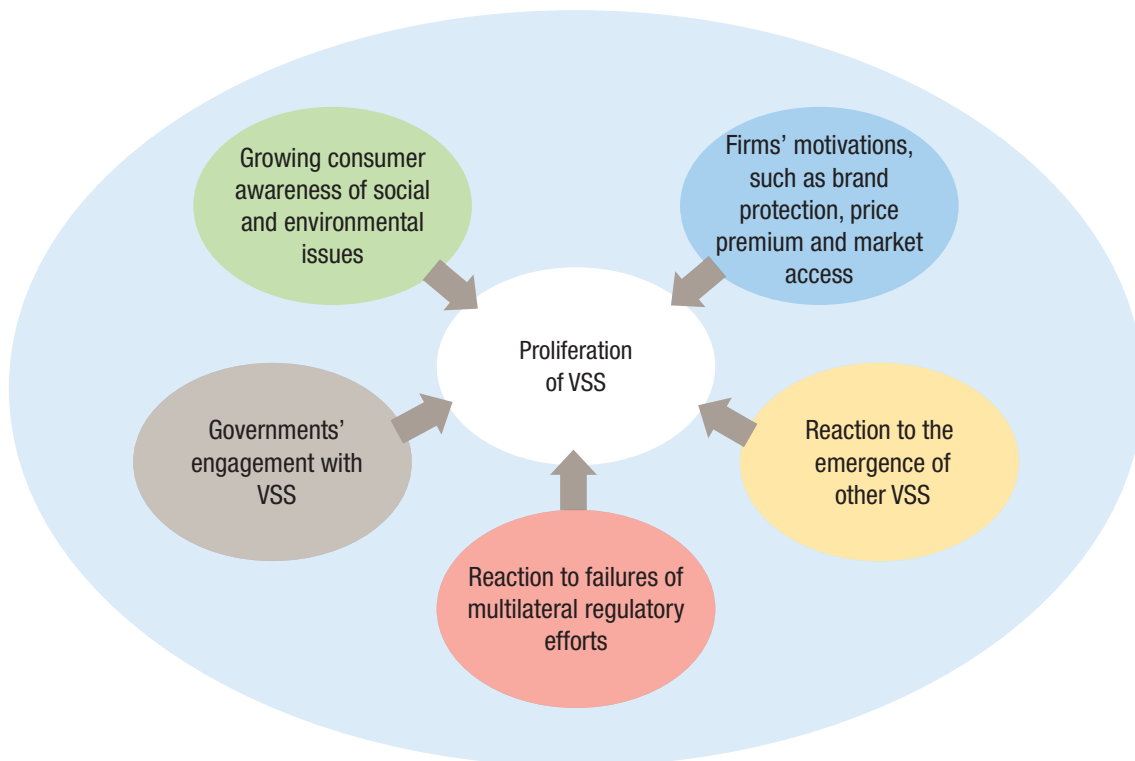 Growing consumer
awareness of social
and environmental
issues
Firms’ motivations,
such as brand
protection, price
premium and market
access
Proliferation
of VSS
Governments’
engagement with
VSS
Reaction to the
emergence of
other VSS
Reaction to failures of
multilateral regulatory
efforts